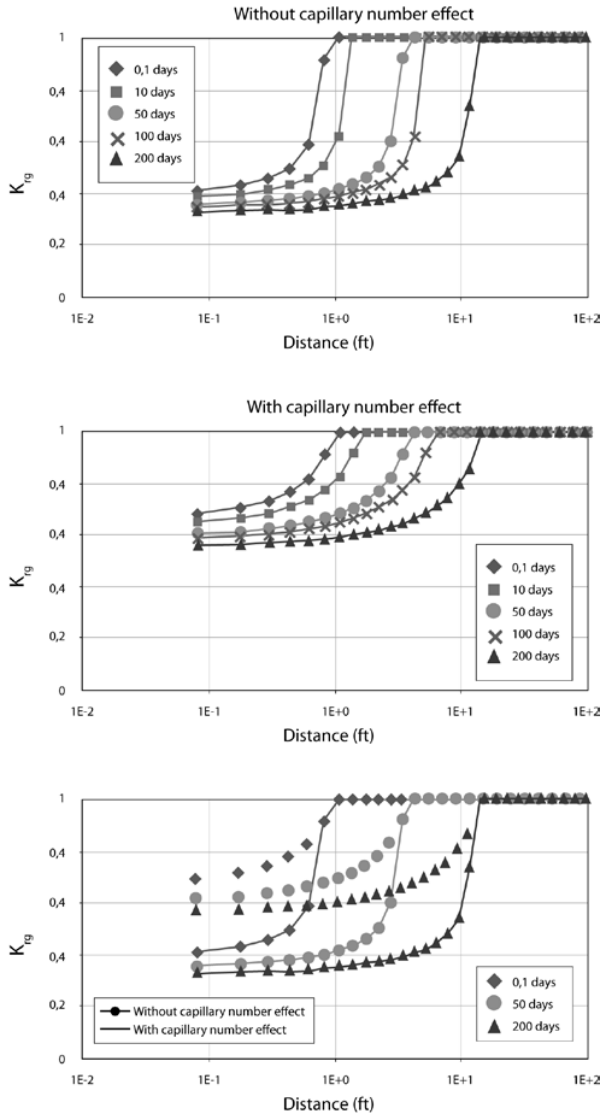 Without capillary number effect
1
0,4
0,4
0,4
0,2
0
K rg
0,1 days
10 days
50 days
100 days
200 days
1E-2
1E-1
1E+0
1E+1
1E+2
Distance (ft)
With capillary number effect
1
0,4
0,4
0,4
0,2
0
K rg
0,1 days
10 days
50 days
100 days
200 days
1E-2
1E-1
1E+0
1E+1
1E+2
Distance (ft)
1
0,4
0,4
0,4
0,2
0
K rg
0,1 days
50 days
200 days
Without capillary number effect
With capillary number effect
1E-2
1E-1
1E+0
1E+1
1E+2
Distance (ft)